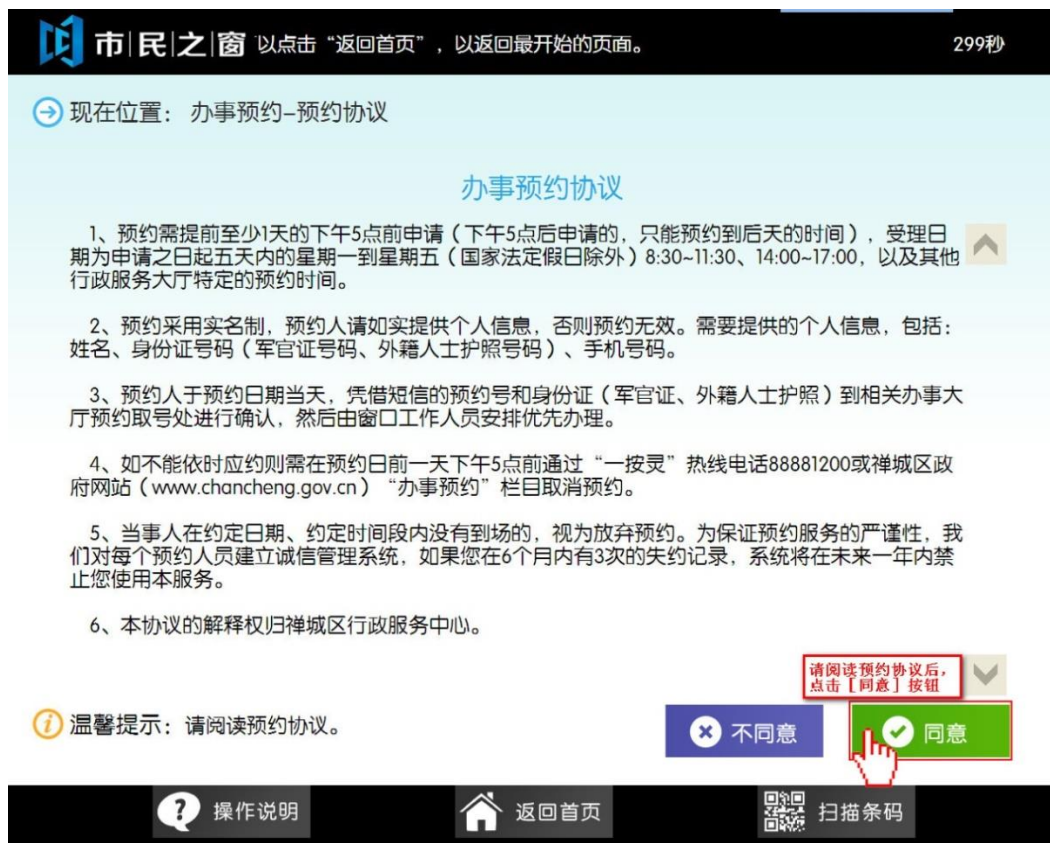 市民之窗 以点击“返回首页”，以返回最开始的页面。 299秒
现在位置： 办事预约-预约协议
办事预约协议
1、预约需提前至少1天的下午5点前申请（下午5点后申请的，只能预约到后天的时间），受理日
期为申请之日起五天内的星期一到星期五（国家法定假日除外）8:30~11:30、14:00~17:00，以及其他
行政服务大厅特定的预约时间。
2、预约采用实名制，预约人请如实提供个人信息，否则预约无效。需要提供的个人信息，包括：
姓名、身份证号码（军官证号码、外籍人士护照号码）、手机号码。
3、预约人于预约日期当天，凭借短信的预约号和身份证（军官证、外籍人士护照）到相关办事大
厅预约取号处进行确认，然后由窗口工作人员安排优先办理。
4、如不能依时应约则需在预约日前一天下午5点前通过“一按灵”热线电话88881200或禅城区政
府网站（www.chancheng.gov.cn）“办事预约”栏目取消预约。
5、当事人在约定日期、约定时间段内没有到场的，视为放弃预约。为保证预约服务的严谨性，我
们对每个预约人员建立诚信管理系统，如果您在6个月内有3次的失约记录，系统将在未来一年内禁
止您使用本服务。
6、本协议的解释权归禅城区行政服务中心。
请阅读预约协议后，
点击［同意］按钮
温馨提示：请阅读预约协议。
不同意
同意
操作说明
返回首页
扫描条码